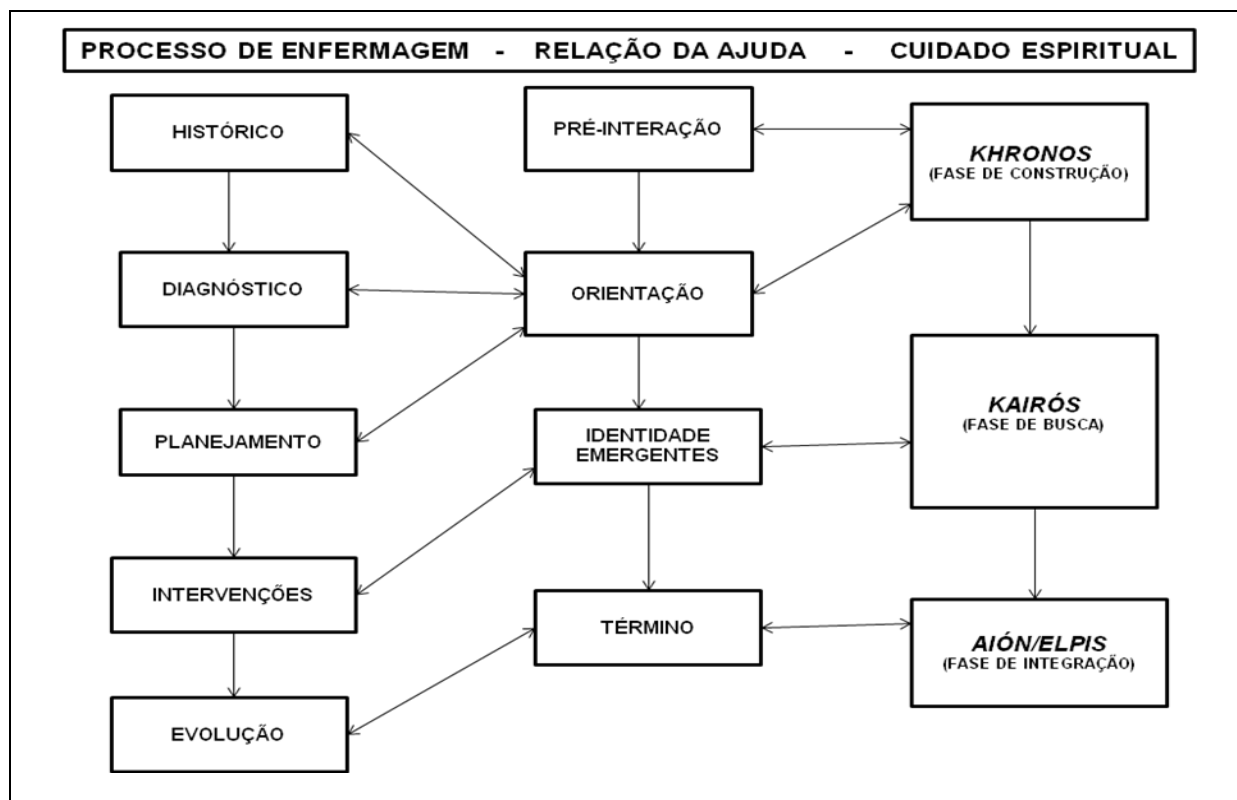 PROCESSO DE ENFERMAGEM - RELAÇÃO DA AJUDA - CUIDADO ESPIRITUAL
HISTÓRICO
DIAGNÓSTICO
PLANEJAMENTO
INTERVENÇÕES
EVOLUÇÃO
PRÉ-INTERAÇÃO
ORIENTAÇÃO
IDENTIDADE
EMERGENTES
TÉRMINO
KHRONOS
(FASE DE CONSTRUÇÃO)
KAIRÓS
(FASE DE BUSCA)
AIÓN/ELPIS
(FASE DE INTEGRAÇÃO)